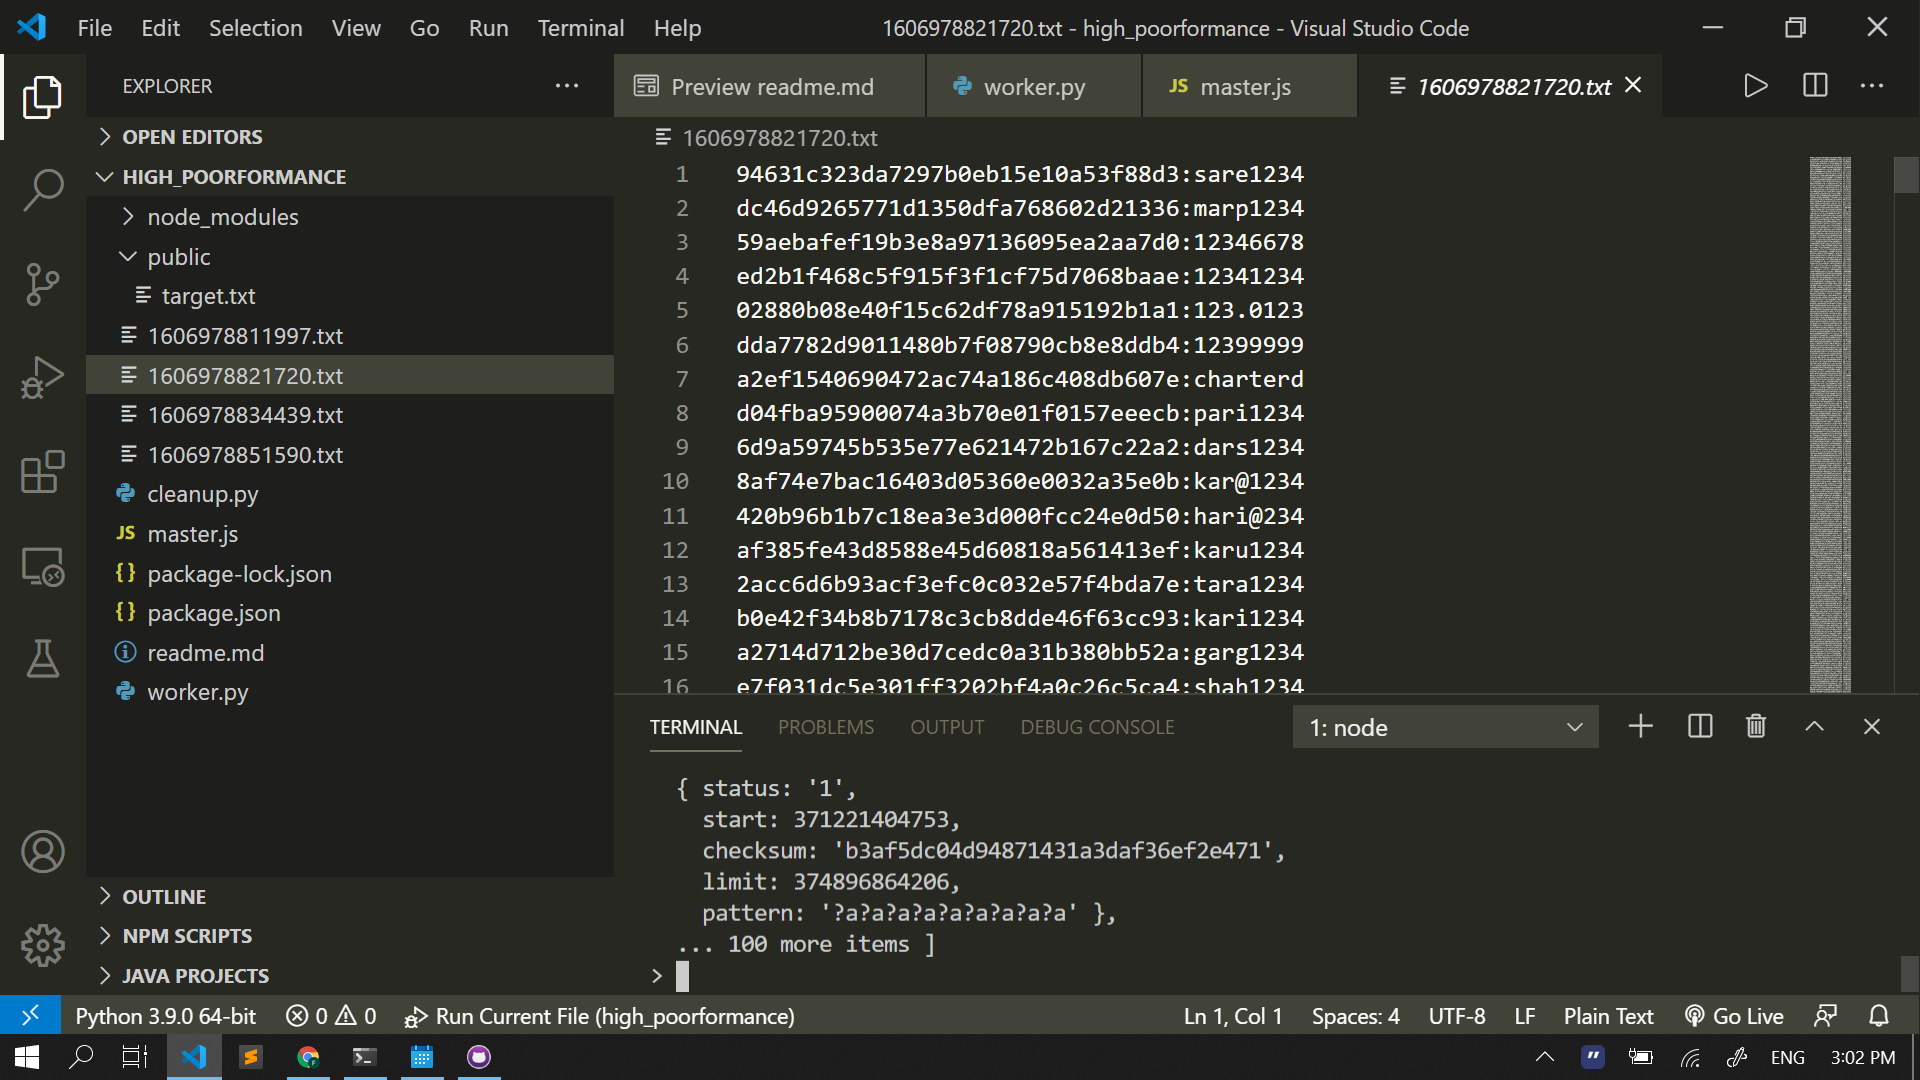 File Edit Selection View Go Run Terminal Help
1606978821720.txt - high_poorformance - Visual Studio Code
EXPLORER
OPEN EDITORS
HIGH_POORFORMANCE
node_modules
public
target.txt
1606978811997.txt
1606978821720.txt
1606978834439.txt
1606978851590.txt
cleanup.py
JS master.js
{} package-lock.json
{} package.json
readme.md
worker.py
OUTLINE
NPM SCRIPTS
JAVA PROJECTS
Preview readme.md worker.py JS master.js 1606978821720.txt
1606978821720.txt
1 94631c323da7297b0eb15e10a53f88d3:sare1234
2 dc46d9265771d1350dfa768602d21336:marp1234
3 59aebafef19b3e8a97136095ea2aa7d0:12346678
4 ed2b1f468c5f915f3f1cf75d7068baae:12341234
5 02880b08e40f15c62df78a915192b1a1:123.0123
6 dda7782d9011480b7f08790cb8e8ddb4:12399999
7 a2ef1540690472ac74a186c408db607e:charterd
8 d04fba95900074a3b70e01f0157eeecb:pari1234
9 6d9a59745b535e77e621472b167c22a2:dars1234
10 8af74e7bac16403d05360e0032a35e0b:kar@1234
11 420b96b1b7c18ea3e3d000fcc24e0d50:hari@234
12 af385fe43d8588e45d60818a561413ef:karu1234
13 2acc6d6b93acf3efc0c032e57f4bda7e:tara1234
14 b0e42f34b8b7178c3cb8dde46f63cc93:kari1234
15 a2714d712be30d7cedc0a31b380bb52a:garg1234
16 e7f031dc5e301ff3202bf4a0c26c5ca4:shah1234
TERMINAL PROBLEMS OUTPUT DEBUG CONSOLE 1: node
{ status: '1',
start: 371221404753,
checksum: 'b3af5dc04d94871431a3daf36ef2e471',
limit: 374896864206,
pattern: '?a?a?a?a?a?a?a?a?a' },
... 100 more items ]
>
Python 3.9.0 64-bit 0 0 Run Current File (high_poorformance) Ln 1, Col 1 Spaces: 4 UTF-8 LF Plain Text Go Live
ENG 3:02 PM